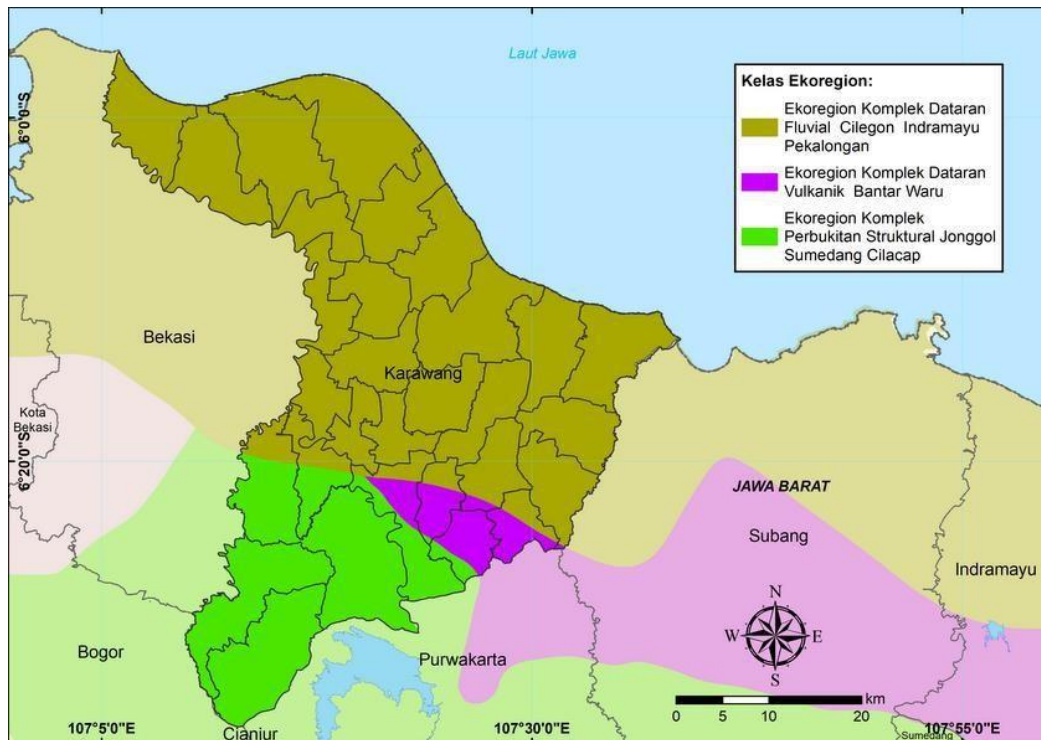 Laut Jawa
Kelas Ekoregion:
Ekoregion Komplek Dataran
Fluvial Cilegon Indramayu
Pekalongan
Ekoregion Komplek Dataran
Vulkanik Bantar Waru
Ekoregion Komplek
Perbukitan Struktural Jonggol
Sumedang Cilacap
6°0'0"S
Bekasi
Karawang
Kota
Bekasi
6°20'0"S
JAWA BARAT
Subang
Indramayu
N
W
E
S
Bogor
Purwakarta
km
0
5
10
20
107°5'0"E
Cianjur
107°30'0"E
107°55'0"E
Sumedang